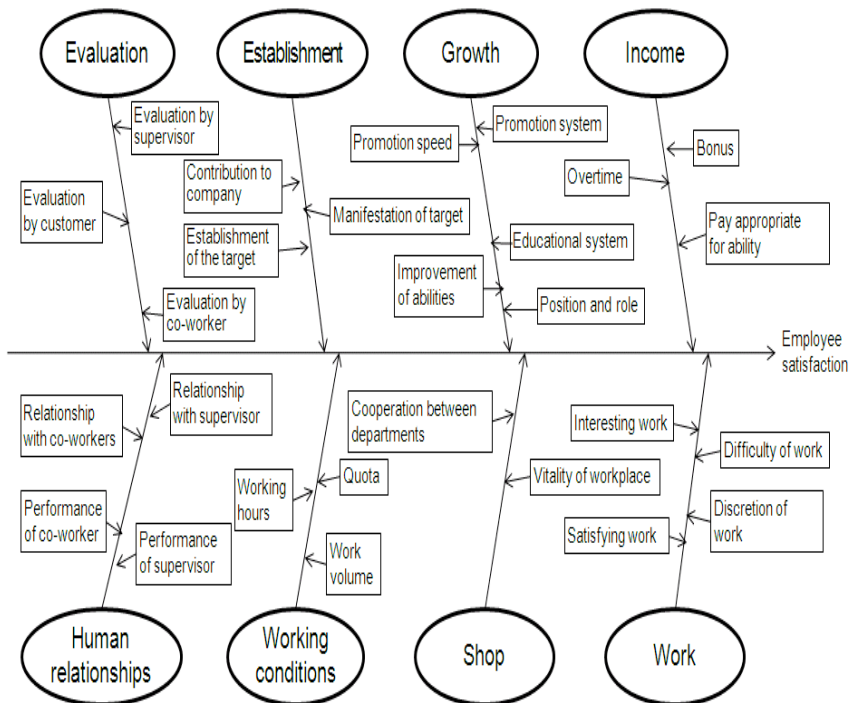 Evaluation
Establishment
Growth
Income
Evaluation by
supervisor
Promotion system
Promotion speed
Bonus
Contribution to
company
Overtime
Evaluation
by customer
Manifestation of target
Pay appropriate
for ability
Establishment
of the target
Educational system
Improvement
of abilities
Evaluation by
co-worker
Position and role
Employee
satisfaction
Relationship
with supervisor
Relationship
with co-workers
Cooperation between
departments
Interesting work
Difficulty of work
Quota
Vitality of workplace
Working
hours
Performance
of co-worker
Discretion of
work
Satisfying work
Performance
of supervisor
Work
volume
Human
relationships
Working
conditions
Shop
Work